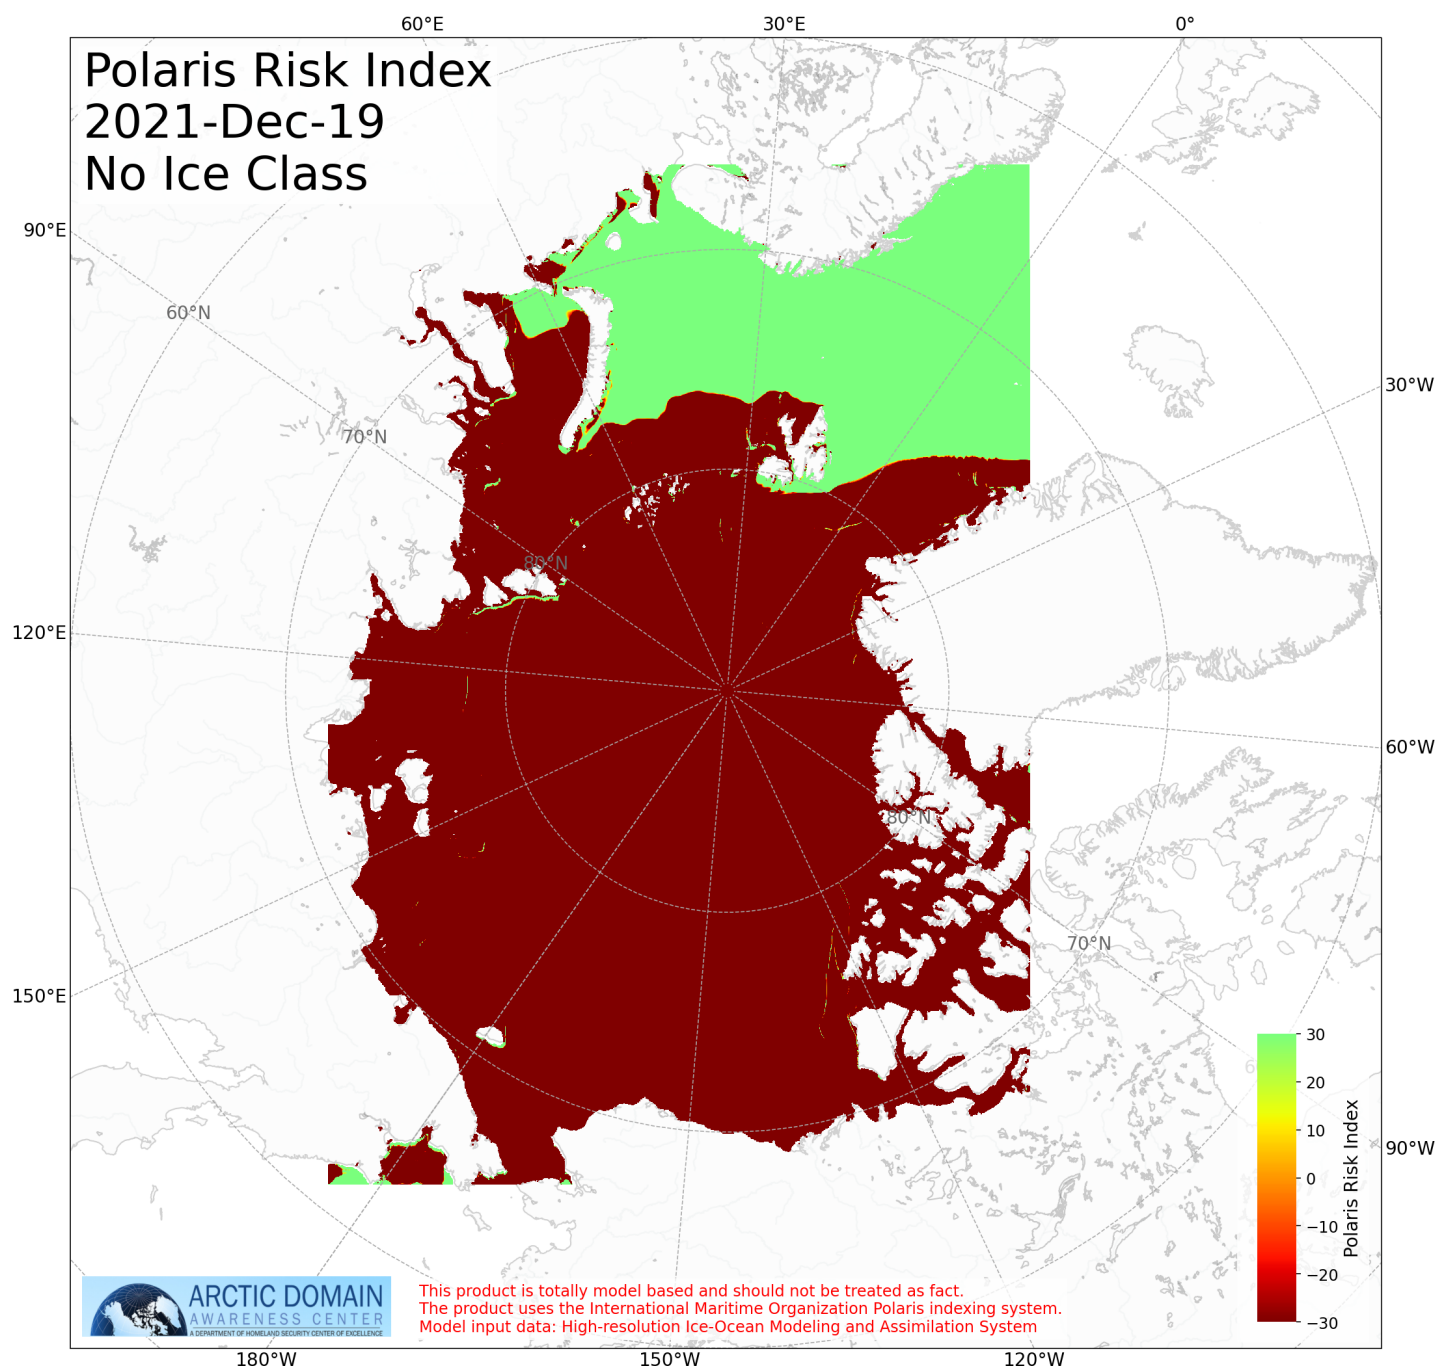 60°E 30°E 0°
Polaris Risk Index
2021-Dec-19
No Ice Class
90°E
60°N
30°W
70°N
80°N
120°E
60°W
80°N
70°N
150°E
30
6
20
10
90°W
0
−10
−20
−30
Polaris Risk Index
ARCTIC DOMAIN
AWARENESS CENTER
A DEPARTMENT OF HOMELAND SECURITY CENTER OF EXCELLENCE
This product is totally model based and should not be treated as fact.
The product uses the International Maritime Organization Polaris indexing system.
Model input data: High-resolution Ice-Ocean Modeling and Assimilation System
180°W 150°W 120°W